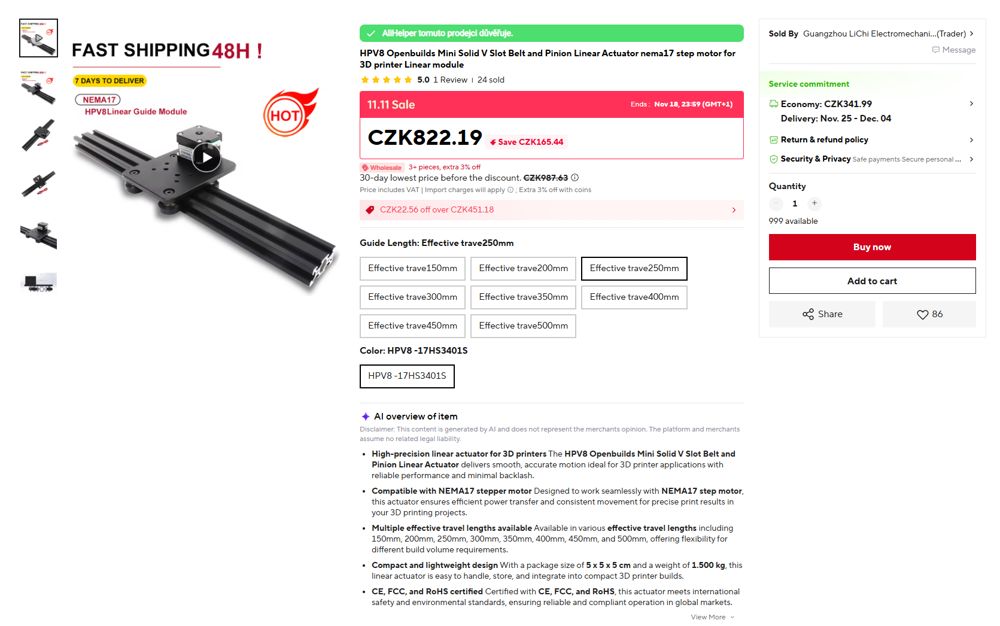 FAST SHIPPING 48H !
7 DAYS TO DELIVER
NEMA17
HPV8Linear Guide Module
HOT
AliHelper tomuto prodejci důvěřuje.
HPV8 Openbuilds Mini Solid V Slot Belt and Pinion Linear Actuator nema17 step motor for
3D printer Linear module
5.0 1 Review | 24 sold
11.11 Sale
Ends : Nov 18, 23:59 (GMT+1)
CZK822.19
Save CZK165.44
Wholesale 3+ pieces, extra 3% off
30-day lowest price before the discount. CZK987.63
Price includes VAT | Import charges will apply ; Extra 3% off with coins
CZK22.56 off over CZK451.18
Guide Length: Effective trave250mm
Effective trave150mm
Effective trave200mm
Effective trave250mm
Effective trave300mm
Effective trave350mm
Effective trave400mm
Effective trave450mm
Effective trave500mm
Color: HPV8 -17HS3401S
HPV8 -17HS3401S
AI overview of item
Disclaimer: This content is generated by AI and does not represent the merchants opinion. The platform and merchants
assume no related legal liability.
• High-precision linear actuator for 3D printers The HPV8 Openbuilds Mini Solid V Slot Belt and
Pinion Linear Actuator delivers smooth, accurate motion ideal for 3D printer applications with
reliable performance and minimal backlash.
• Compatible with NEMA17 stepper motor Designed to work seamlessly with NEMA17 step motor,
this actuator ensures efficient power transfer and consistent movement for precise print results in
your 3D printing projects.
• Multiple effective travel lengths available Available in various effective travel lengths including
150mm, 200mm, 250mm, 300mm, 350mm, 400mm, 450mm, and 500mm, offering flexibility for
different build volume requirements.
• Compact and lightweight design With a package size of 5 x 5 x 5 cm and a weight of 1.500 kg, this
linear actuator is easy to handle, store, and integrate into compact 3D printer builds.
• CE, FCC, and RoHS certified Certified with CE, FCC, and RoHS, this actuator meets international
safety and environmental standards, ensuring reliable and compliant operation in global markets.
View More
Sold By Guangzhou LiChi Electromechani...(Trader)
Message
Service commitment
Economy: CZK341.99
Delivery: Nov. 25 - Dec. 04
Return & refund policy
Security & Privacy Safe payments Secure personal ...
Quantity
- 1 +
999 available
Buy now
Add to cart
Share
86